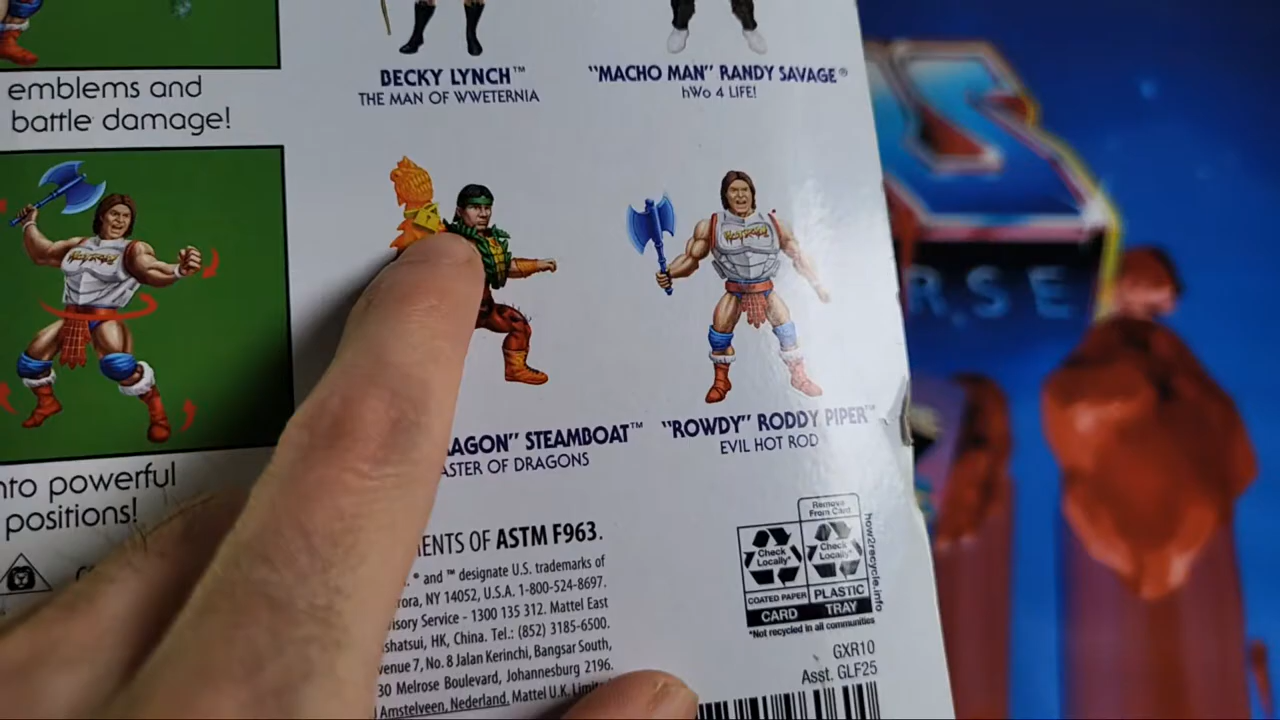 emblems and
battle damage!
BECKY LYNCH™
THE MAN OF WWETERNIA
"MACHO MAN" RANDY SAVAGE®
hWo 4 LIFE!
AGON" STEAMBOAT™
ASTER OF DRAGONS
"ROWDY" RODDY PIPER™
EVIL HOT ROD
nto powerful
positions!
ENTS OF ASTM F963.
® and ™ designate U.S. trademarks of
rora, NY 14052, U.S.A. 1-800-524-8697.
isory Service - 1300 135 312. Mattel East
shatsui, HK, China. Tel.: (852) 3185-6500.
venue 7, No. 8 Jalan Kerinchi, Bangsar South,
30 Melrose Boulevard, Johannesburg 2196.
Amstelveen, Nederland. Mattel U.K.
Remove
From Card
Check
Locally*
Check
Locally*
COATED PAPER
PLASTIC
CARD
TRAY
*Not recycled in all communities
how2recycle.info
GXR10
Asst. GLF25
S
RSE